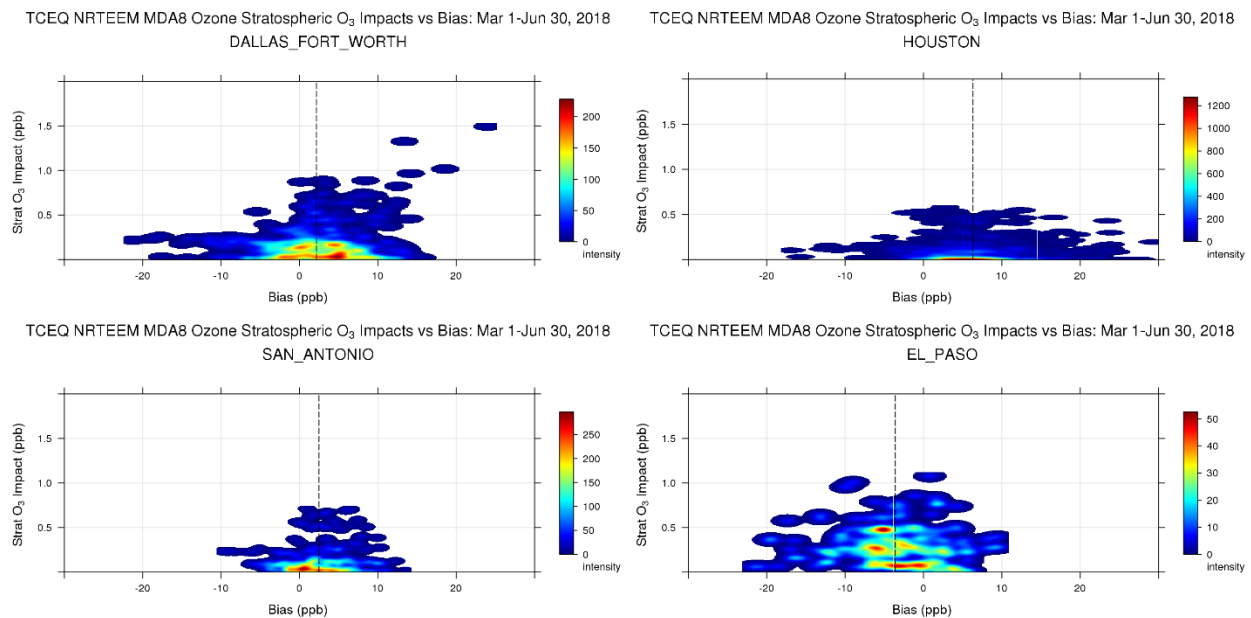 TCEQ NRTEEM MDA8 Ozone Stratospheric O₃ Impacts vs Bias: Mar 1-Jun 30, 2018
DALLAS_FORT_WORTH
Strat O₃ Impact (ppb)
1.5
1.0
0.5
-20
-10
0
10
20
Bias (ppb)
200
150
100
50
0
intensity
TCEQ NRTEEM MDA8 Ozone Stratospheric O₃ Impacts vs Bias: Mar 1-Jun 30, 2018
HOUSTON
Strat O₃ Impact (ppb)
1.5
1.0
0.5
-20
-10
0
10
20
Bias (ppb)
1200
1000
800
600
400
200
0
intensity
TCEQ NRTEEM MDA8 Ozone Stratospheric O₃ Impacts vs Bias: Mar 1-Jun 30, 2018
SAN_ANTONIO
Strat O₃ Impact (ppb)
1.5
1.0
0.5
-20
-10
0
10
20
Bias (ppb)
250
200
150
100
50
0
intensity
TCEQ NRTEEM MDA8 Ozone Stratospheric O₃ Impacts vs Bias: Mar 1-Jun 30, 2018
EL_PASO
Strat O₃ Impact (ppb)
1.5
1.0
0.5
-20
-10
0
10
20
Bias (ppb)
50
40
30
20
10
0
intensity